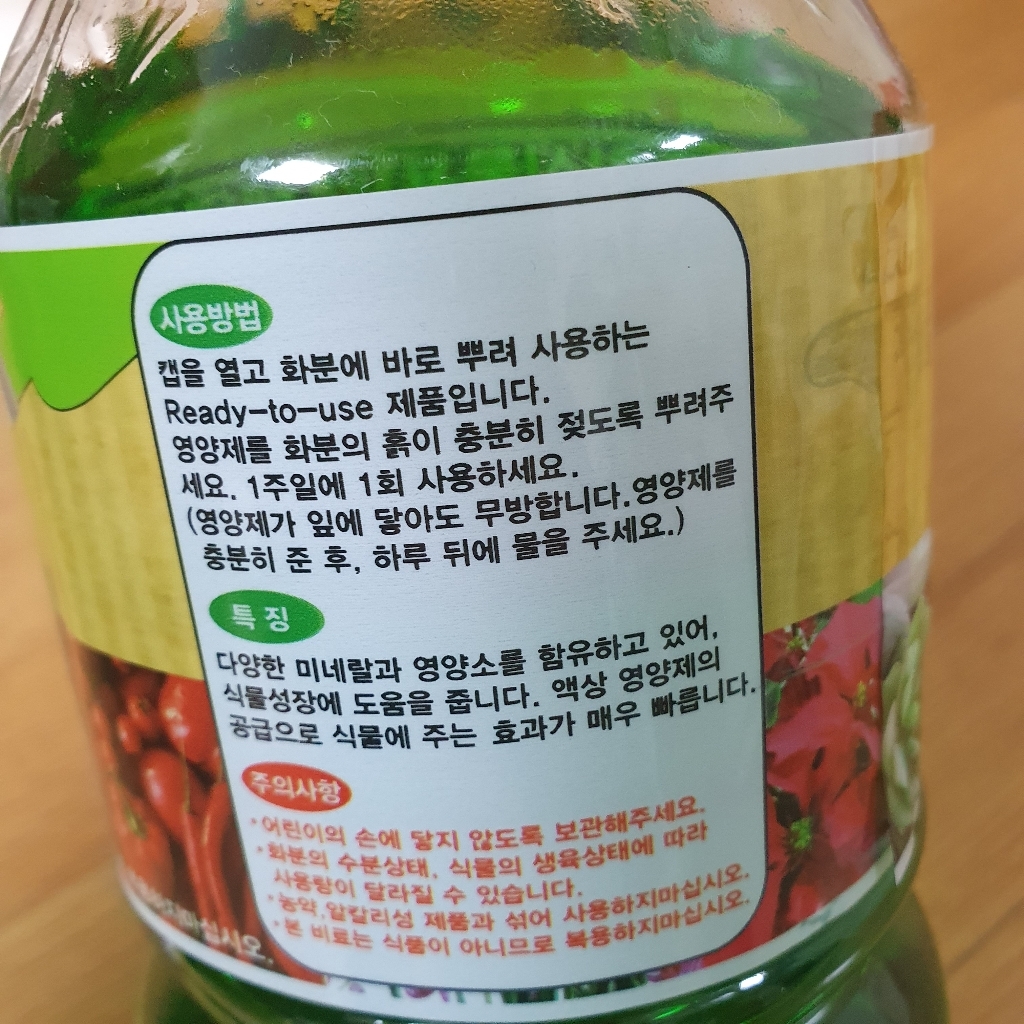 사용방법
캡을 열고 화분에 바로 뿌려 사용하는
Ready-to-use 제품입니다.
영양제를 화분의 흙이 충분히 젖도록 뿌려주
세요. 1주일에 1회 사용하세요.
(영양제가 잎에 닿아도 무방합니다.영양제를
충분히 준 후, 하루 뒤에 물을 주세요.)
특 징
다양한 미네랄과 영양소를 함유하고 있어,
식물성장에 도움을 줍니다. 액상 영양제의
공급으로 식물에 주는 효과가 매우 빠릅니다.
주의사항
•어린이의 손에 닿지 않도록 보관해주세요.
•화분의 수분상태, 식물의 생육상태에 따라
사용량이 달라질 수 있습니다.
•농약,알칼리성 제품과 섞어 사용하지마십시오.
•본 비료는 식품이 아니므로 복용하지마십시오.